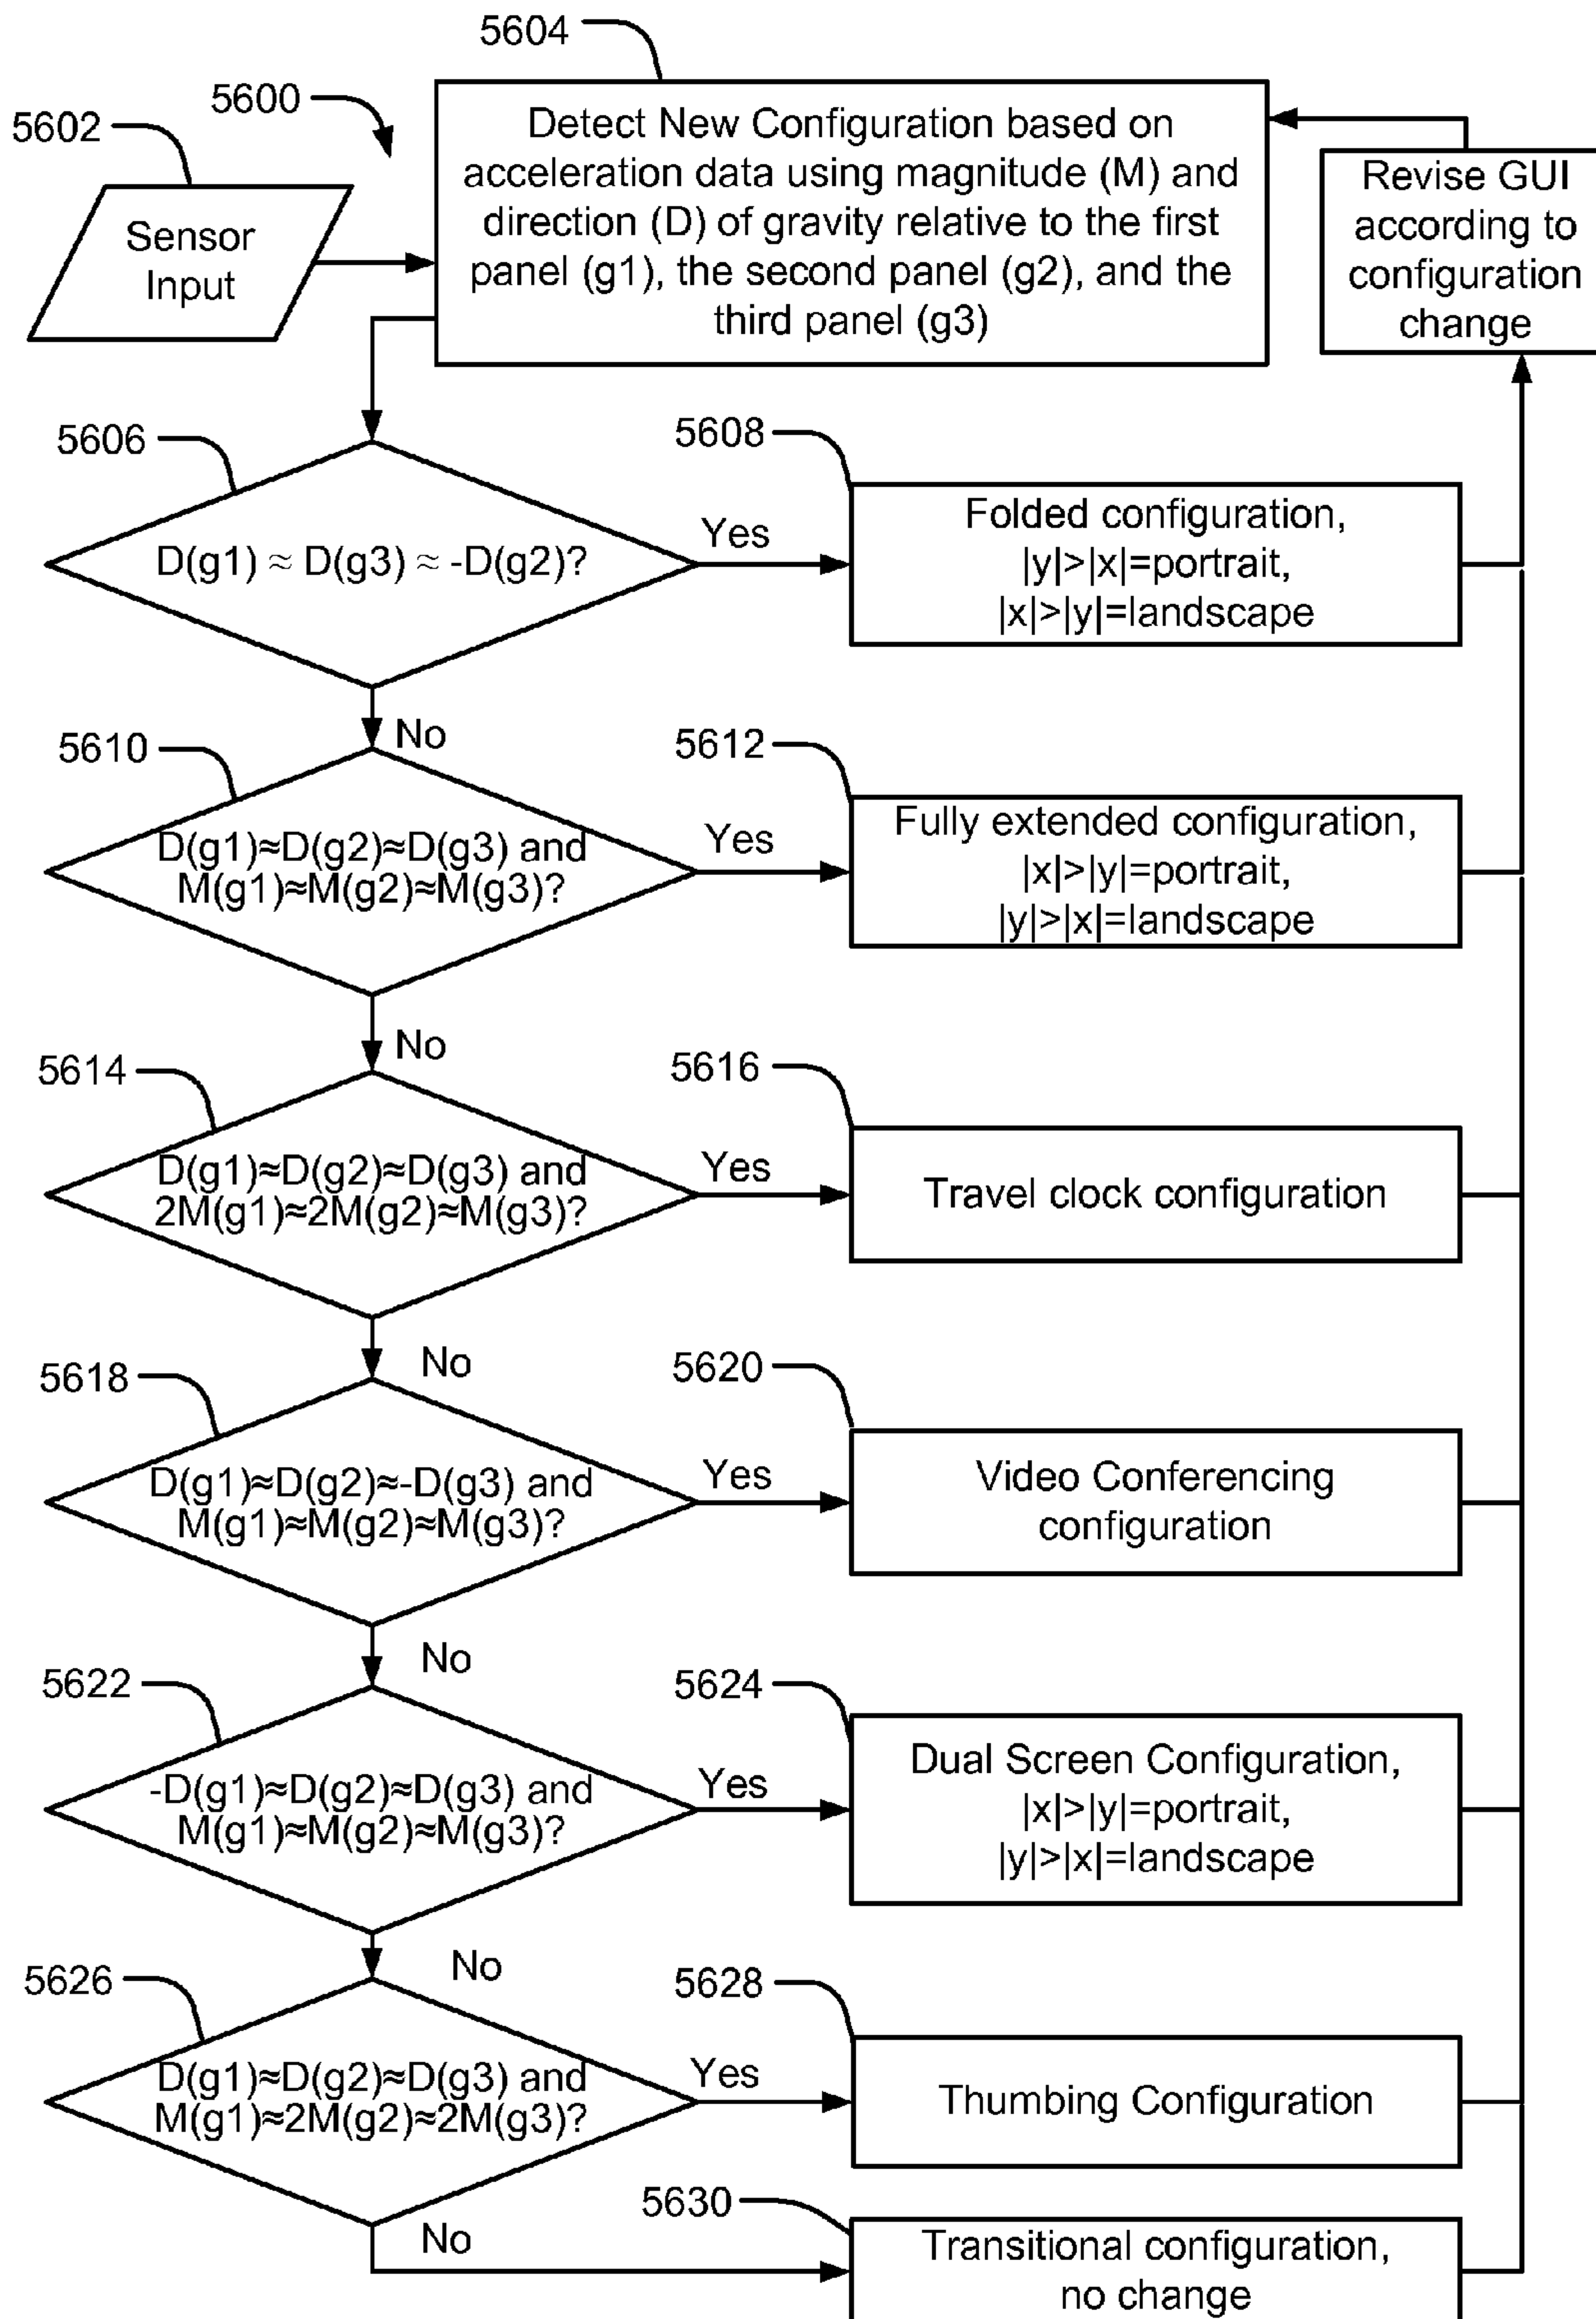 5604
5600
5602
Detect New Configuration based on
acceleration data using magnitude (M) and
direction (D) of gravity relative to the first
panel (g1), the second panel (g2), and the
third panel (g3)
Sensor
Input
Revise GUI
according to
configuration
change
5606
D(g1) ≈ D(g3) ≈ -D(g2)?
Yes
5608
Folded configuration,
|y|>|x|=portrait,
|x|>|y|=landscape
No
5610
D(g1)≈D(g2)≈D(g3) and
M(g1)≈M(g2)≈M(g3)?
Yes
5612
Fully extended configuration,
|x|>|y|=portrait,
|y|>|x|=landscape
No
5614
D(g1)≈D(g2)≈D(g3) and
2M(g1)≈2M(g2)≈M(g3)?
Yes
5616
Travel clock configuration
No
5618
D(g1)≈D(g2)≈-D(g3) and
M(g1)≈M(g2)≈M(g3)?
Yes
5620
Video Conferencing
configuration
No
5622
-D(g1)≈D(g2)≈D(g3) and
M(g1)≈M(g2)≈M(g3)?
Yes
5624
Dual Screen Configuration,
|x|>|y|=portrait,
|y|>|x|=landscape
No
5626
D(g1)≈D(g2)≈D(g3) and
M(g1)≈2M(g2)≈2M(g3)?
Yes
5628
Thumbing Configuration
No
5630
Transitional configuration,
no change